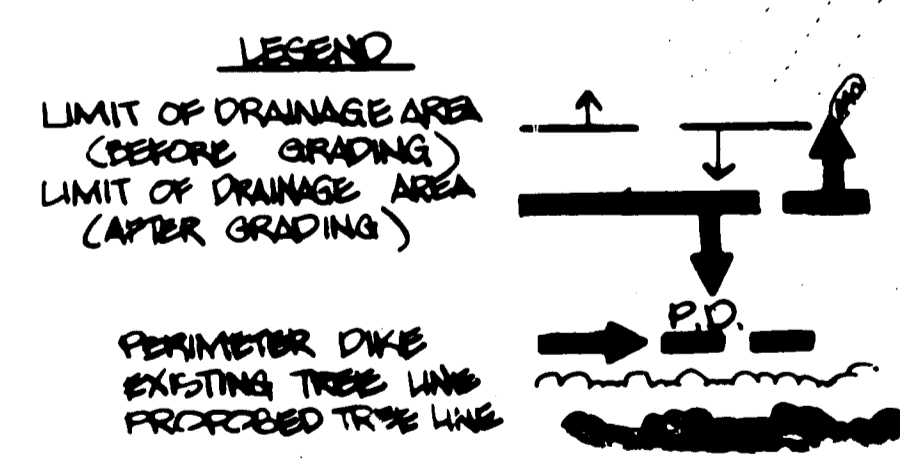 LEGEND
LIMIT OF DRAINAGE AREA
(BEFORE GRADING)
LIMIT OF DRAINAGE AREA
(AFTER GRADING)
P.D.
PERIMETER DIKE
EXISTING TREE LINE
PROPOSED TREE LINE